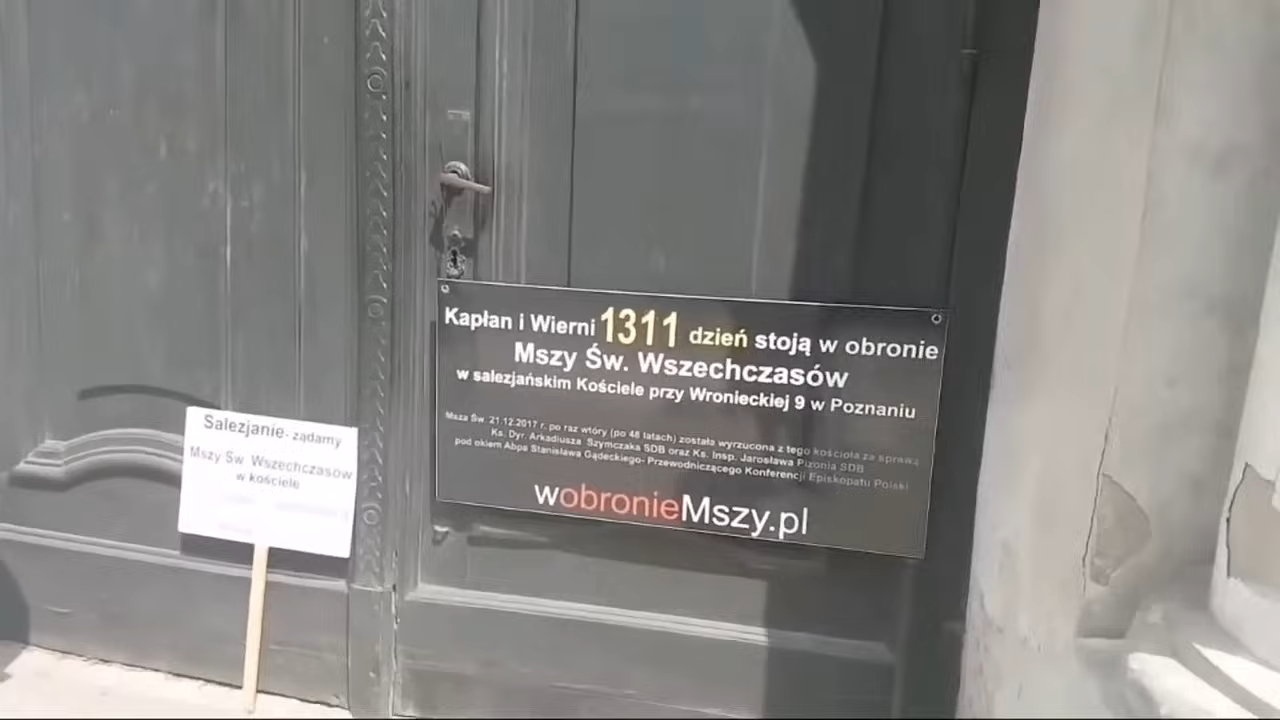 Kapłan i Wierni 1311 dzień stoją w obronie
Mszy Św. Wszechczasów
w salezjańskim Kościele przy Wronieckiej 9 w Poznaniu
Msza Św. 21.12.2017 r. po raz wtóry (po 48 latach) została wyrzucona z tego kościoła za sprawą
Ks. Dyr. Arkadiusza Szymczaka SDB oraz Ks. Insp. Jarosława Pizonia SDB
pod okiem Abpa Stanisława Gądeckiego- Przewodniczącego Konferencji Episkopatu Polski
wobronieMszy.pl
Salezjanie- żądamy
Mszy Św. Wszechczasów
w kościele